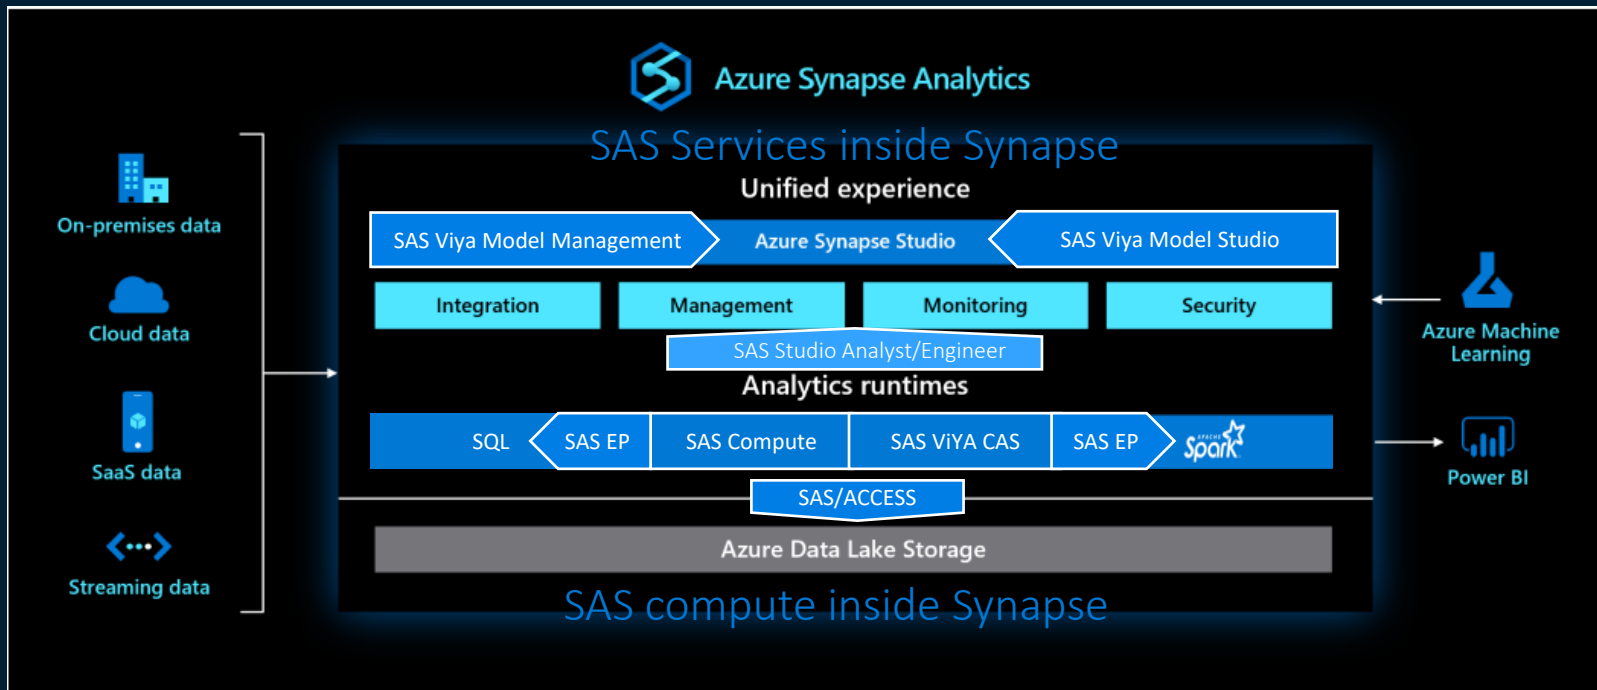 Azure Synapse Analytics
SAS Services inside Synapse
Unified experience
SAS Viya Model Management
Azure Synapse Studio
SAS Viya Model Studio
Integration
Management
Monitoring
Security
SAS Studio Analyst/Engineer
Analytics runtimes
SQL
SAS EP
SAS Compute
SAS ViYA CAS
SAS EP
APACHE
Spark
SAS/ACCESS
Azure Data Lake Storage
SAS compute inside Synapse
On-premises data
Cloud data
SaaS data
Streaming data
Azure Machine
Learning
Power BI